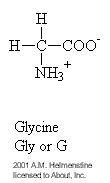 H
H-C-COO⁻
NH3⁺
Glycine
Gly or G
2001 A.M. Helmenstine
licensed to About, Inc.